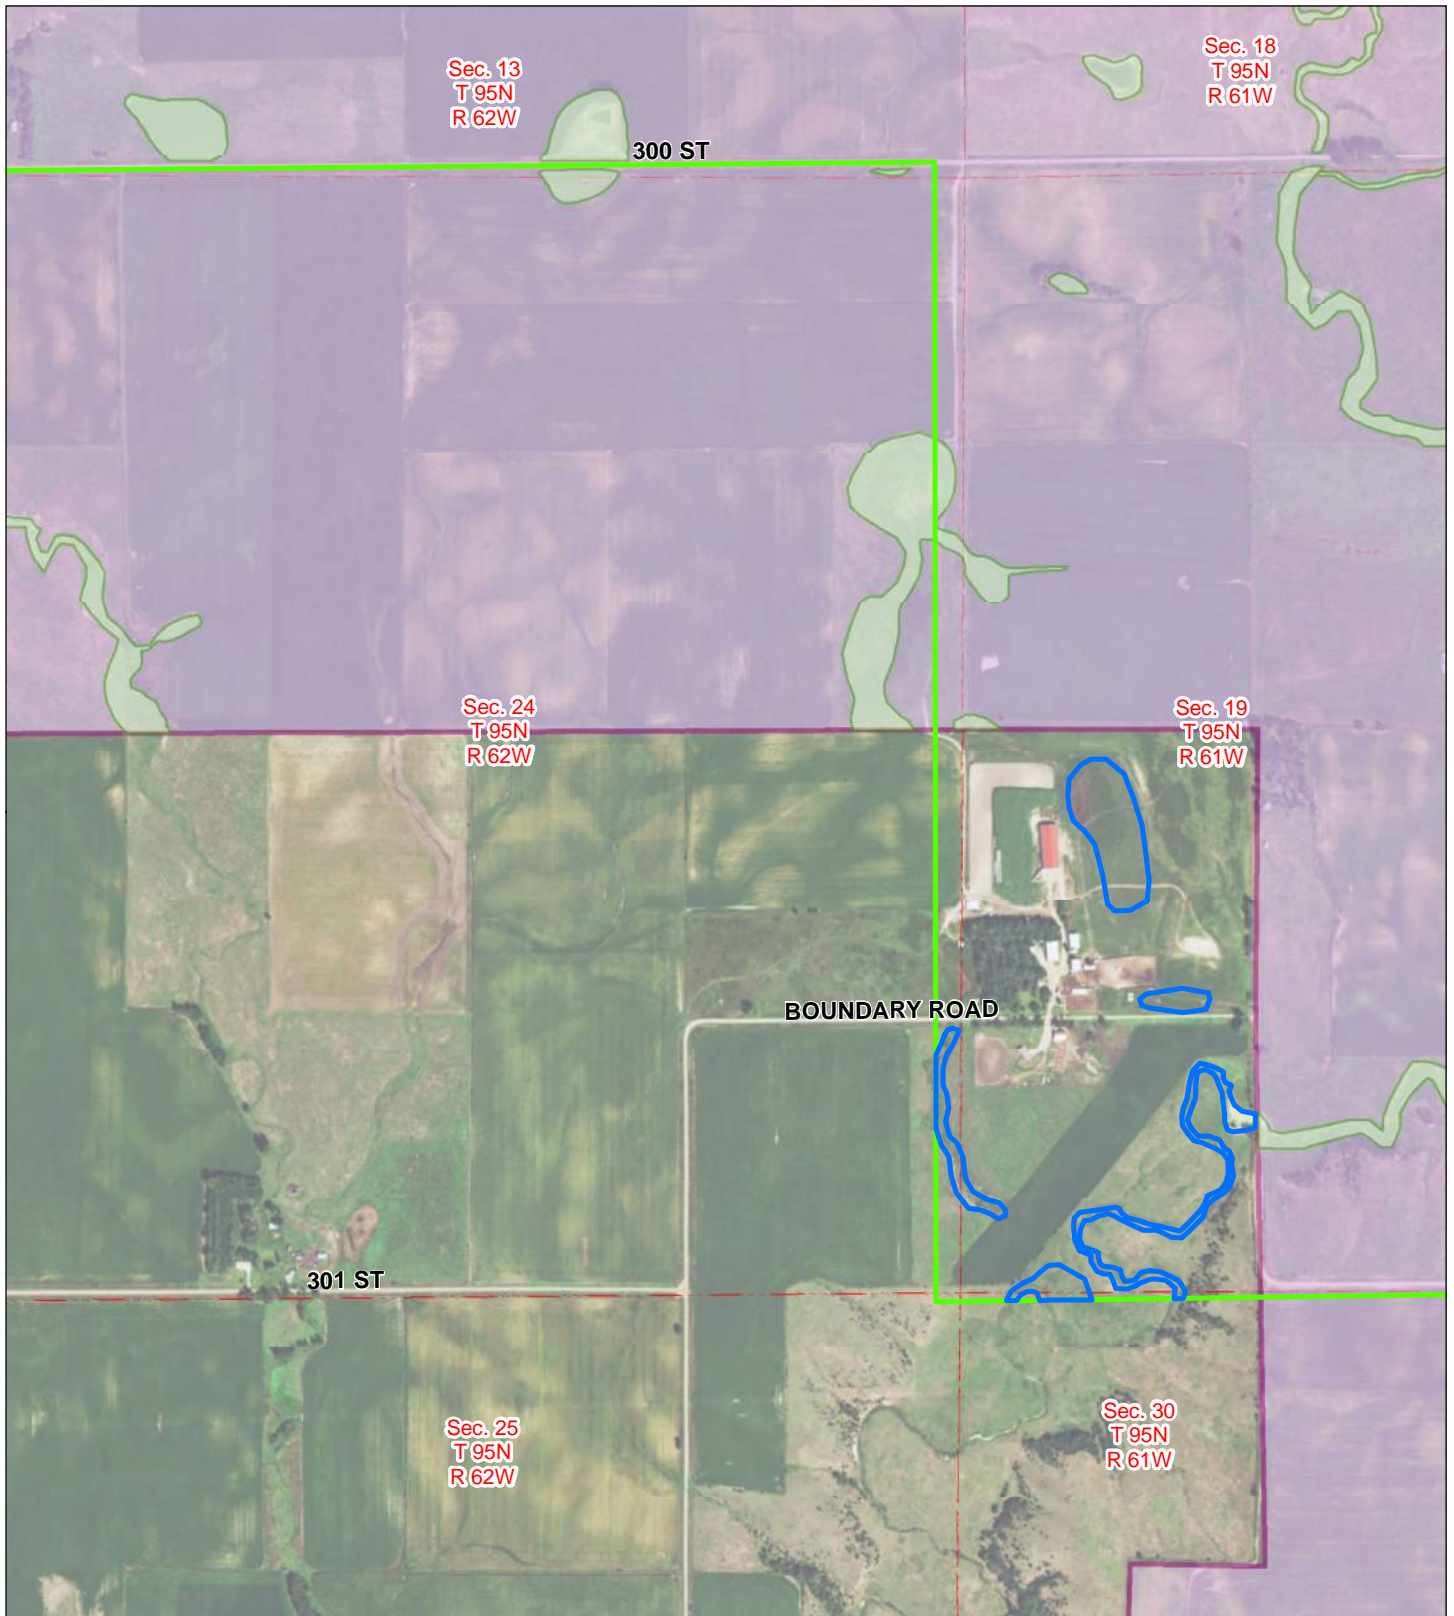 Sec. 13
T 95N
R 62W
Sec. 18
T 95N
R 61W
300 ST
Sec. 24
T 95N
R 62W
Sec. 19
T 95N
R 61W
BOUNDARY ROAD
301 ST
Sec. 25
T 95N
R 62W
Sec. 30
T 95N
R 61W